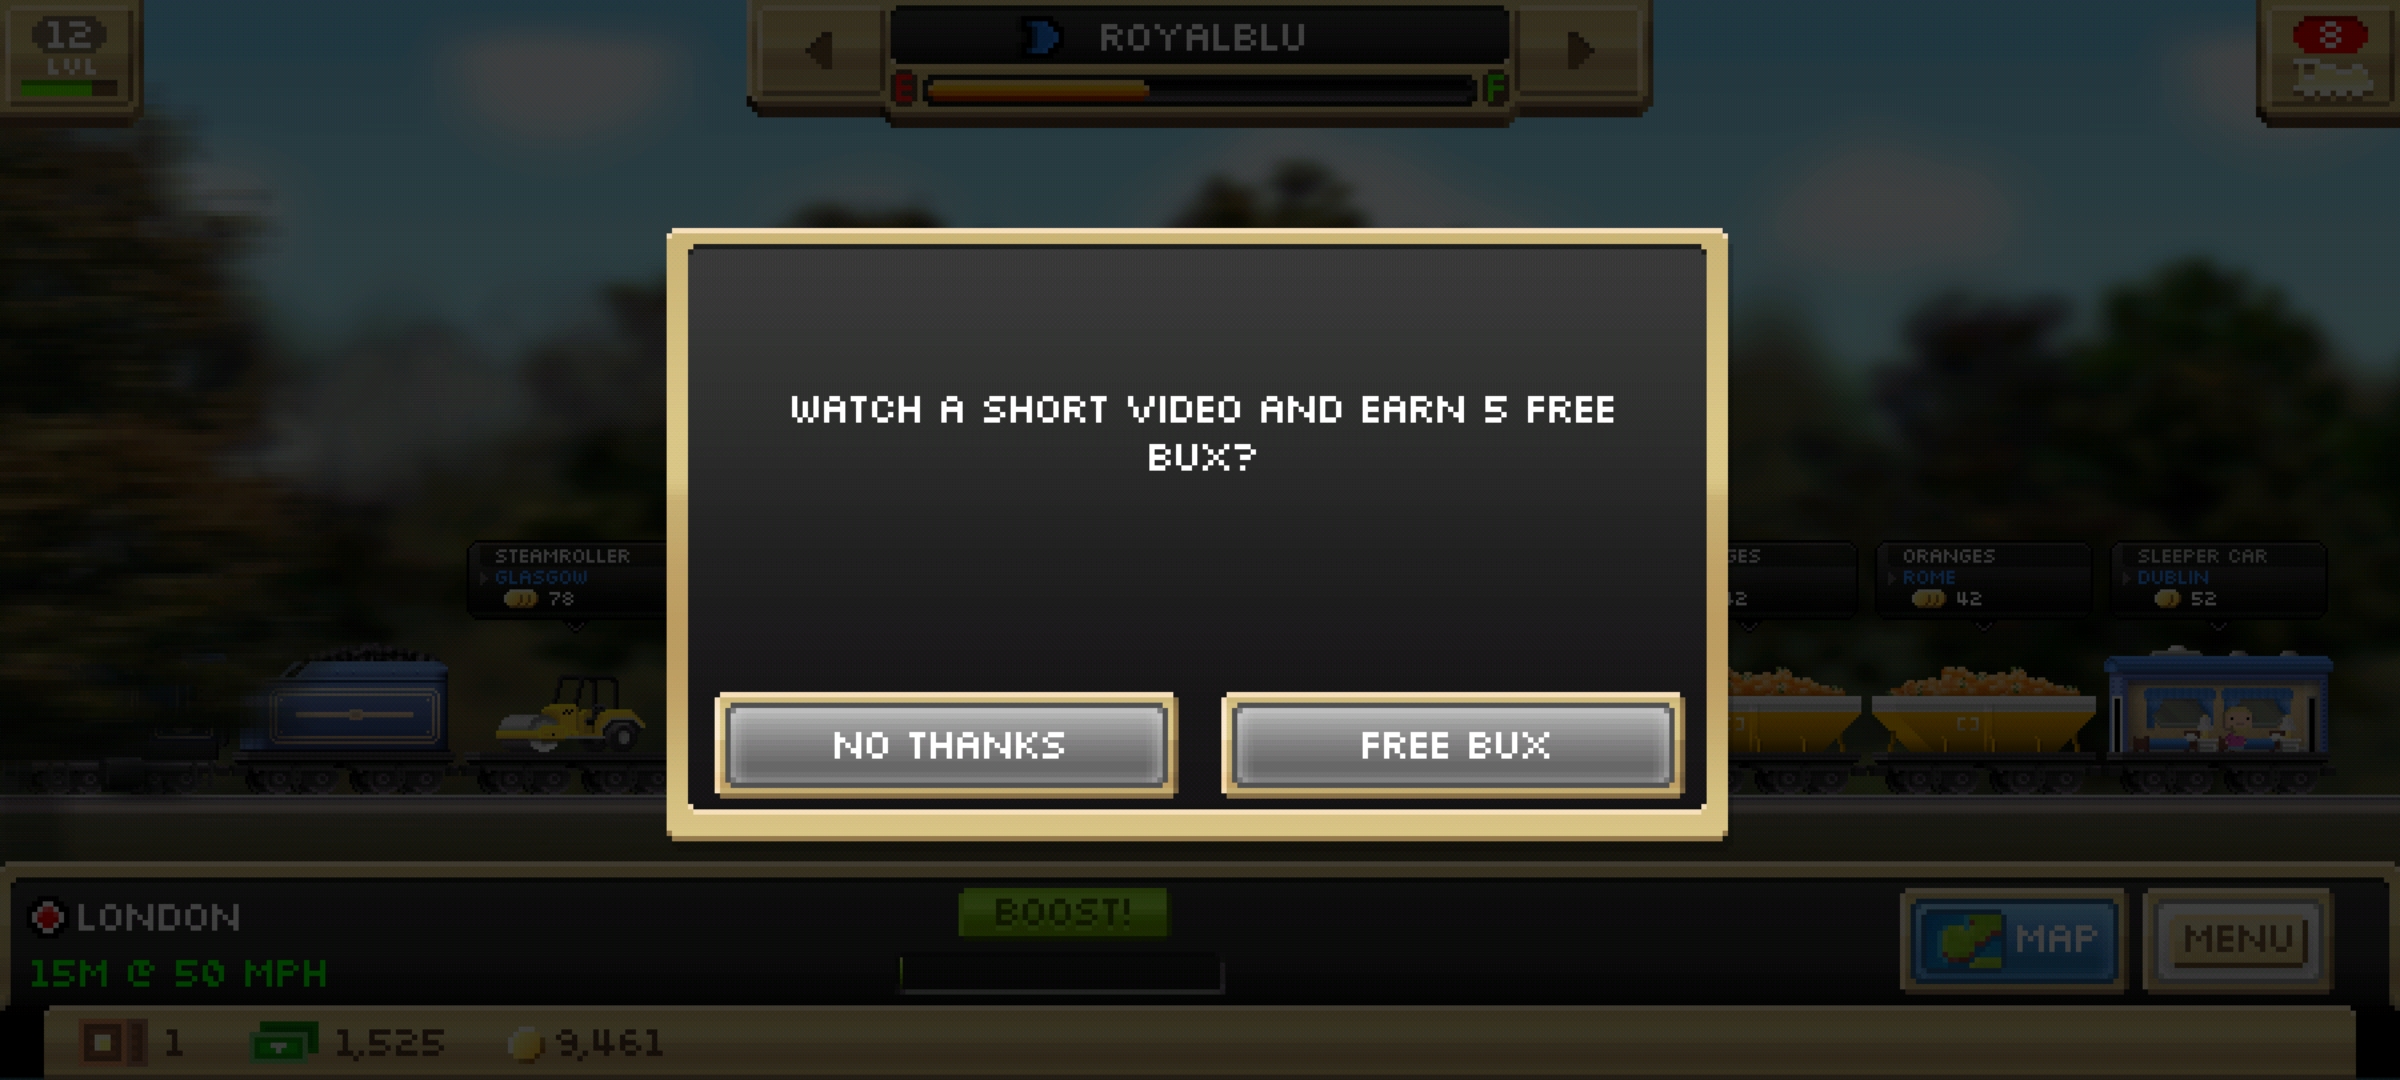 12
LVL
ROYALBLU
E
F
8
WATCH A SHORT VIDEO AND EARN 5 FREE
BUX?
NO THANKS
FREE BUX
STEAMROLLER
GLASGOW
78
ORANGES
ROME
42
SLEEPER CAR
DUBLIN
52
LONDON
15M @ 50 MPH
BOOST!
MAP
MENU
1
1,525
9,461